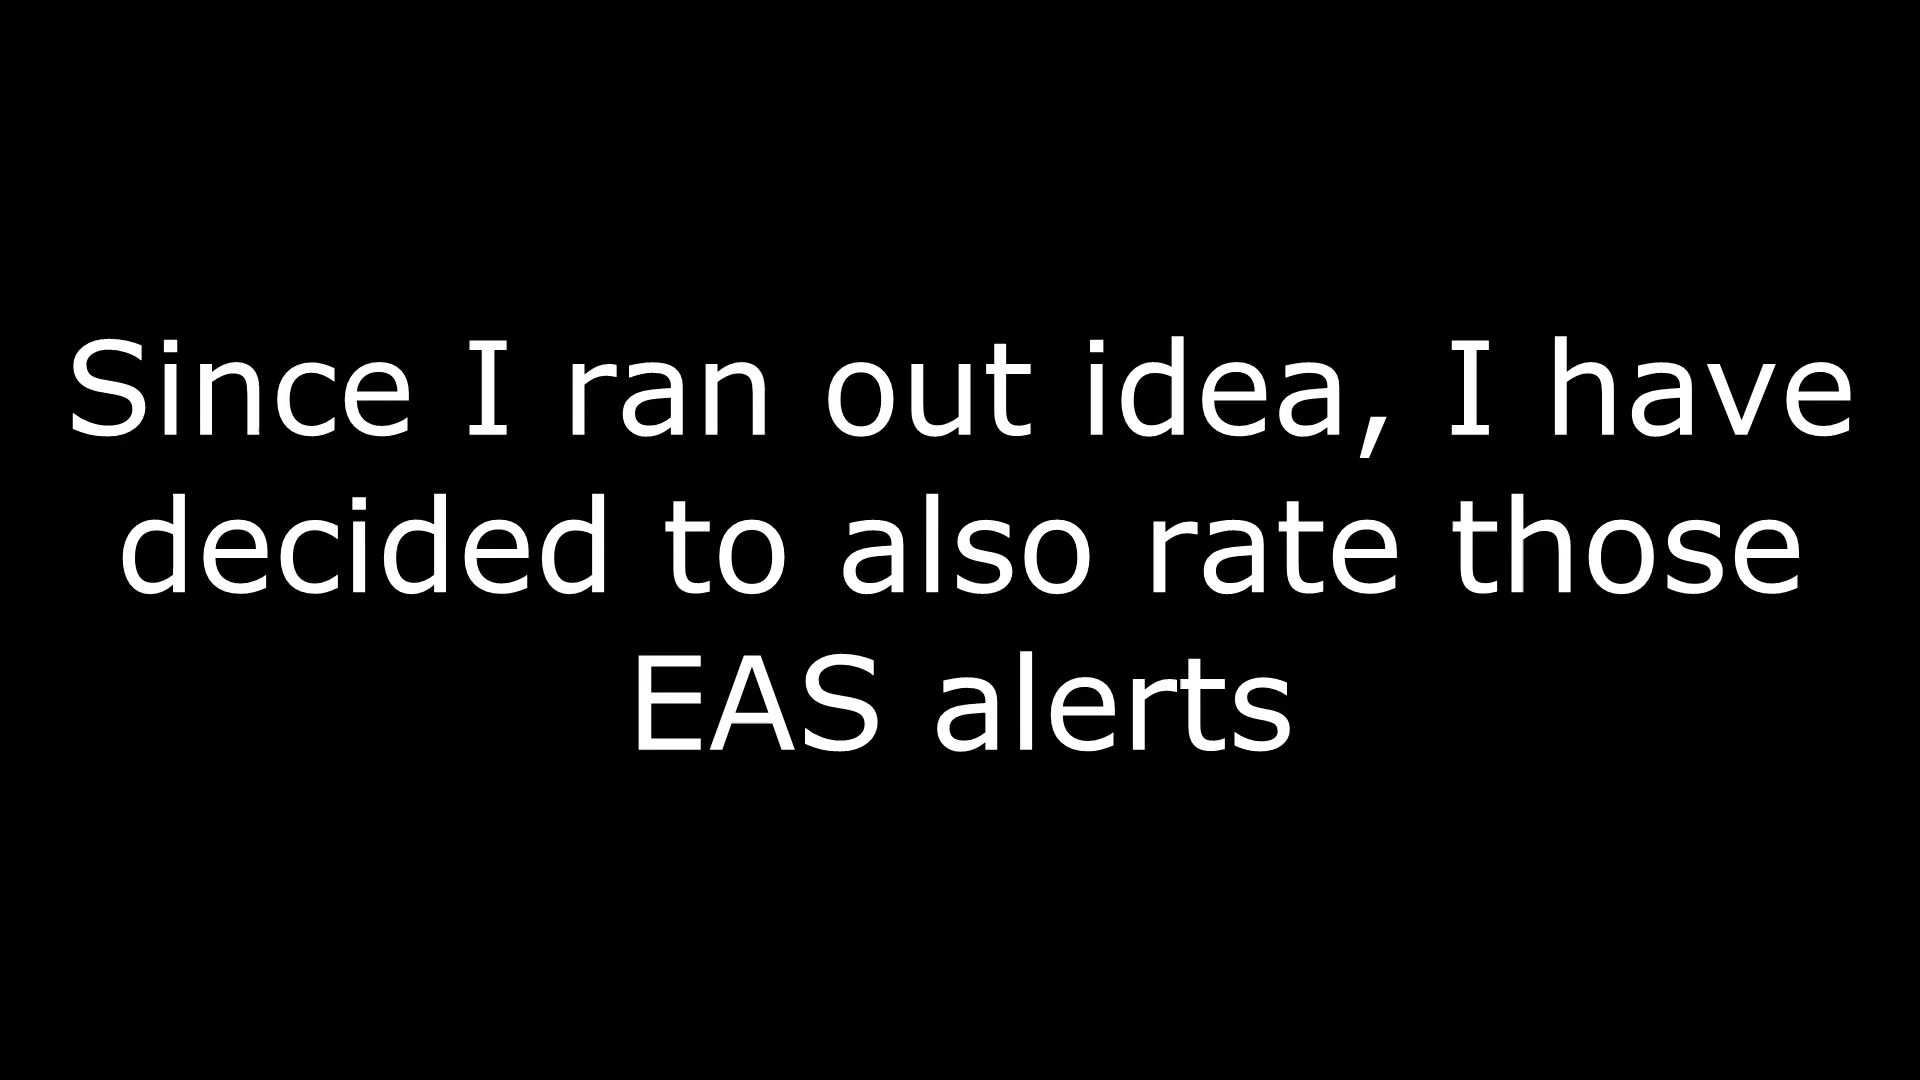 Since I ran out idea, I have
decided to also rate those
EAS alerts